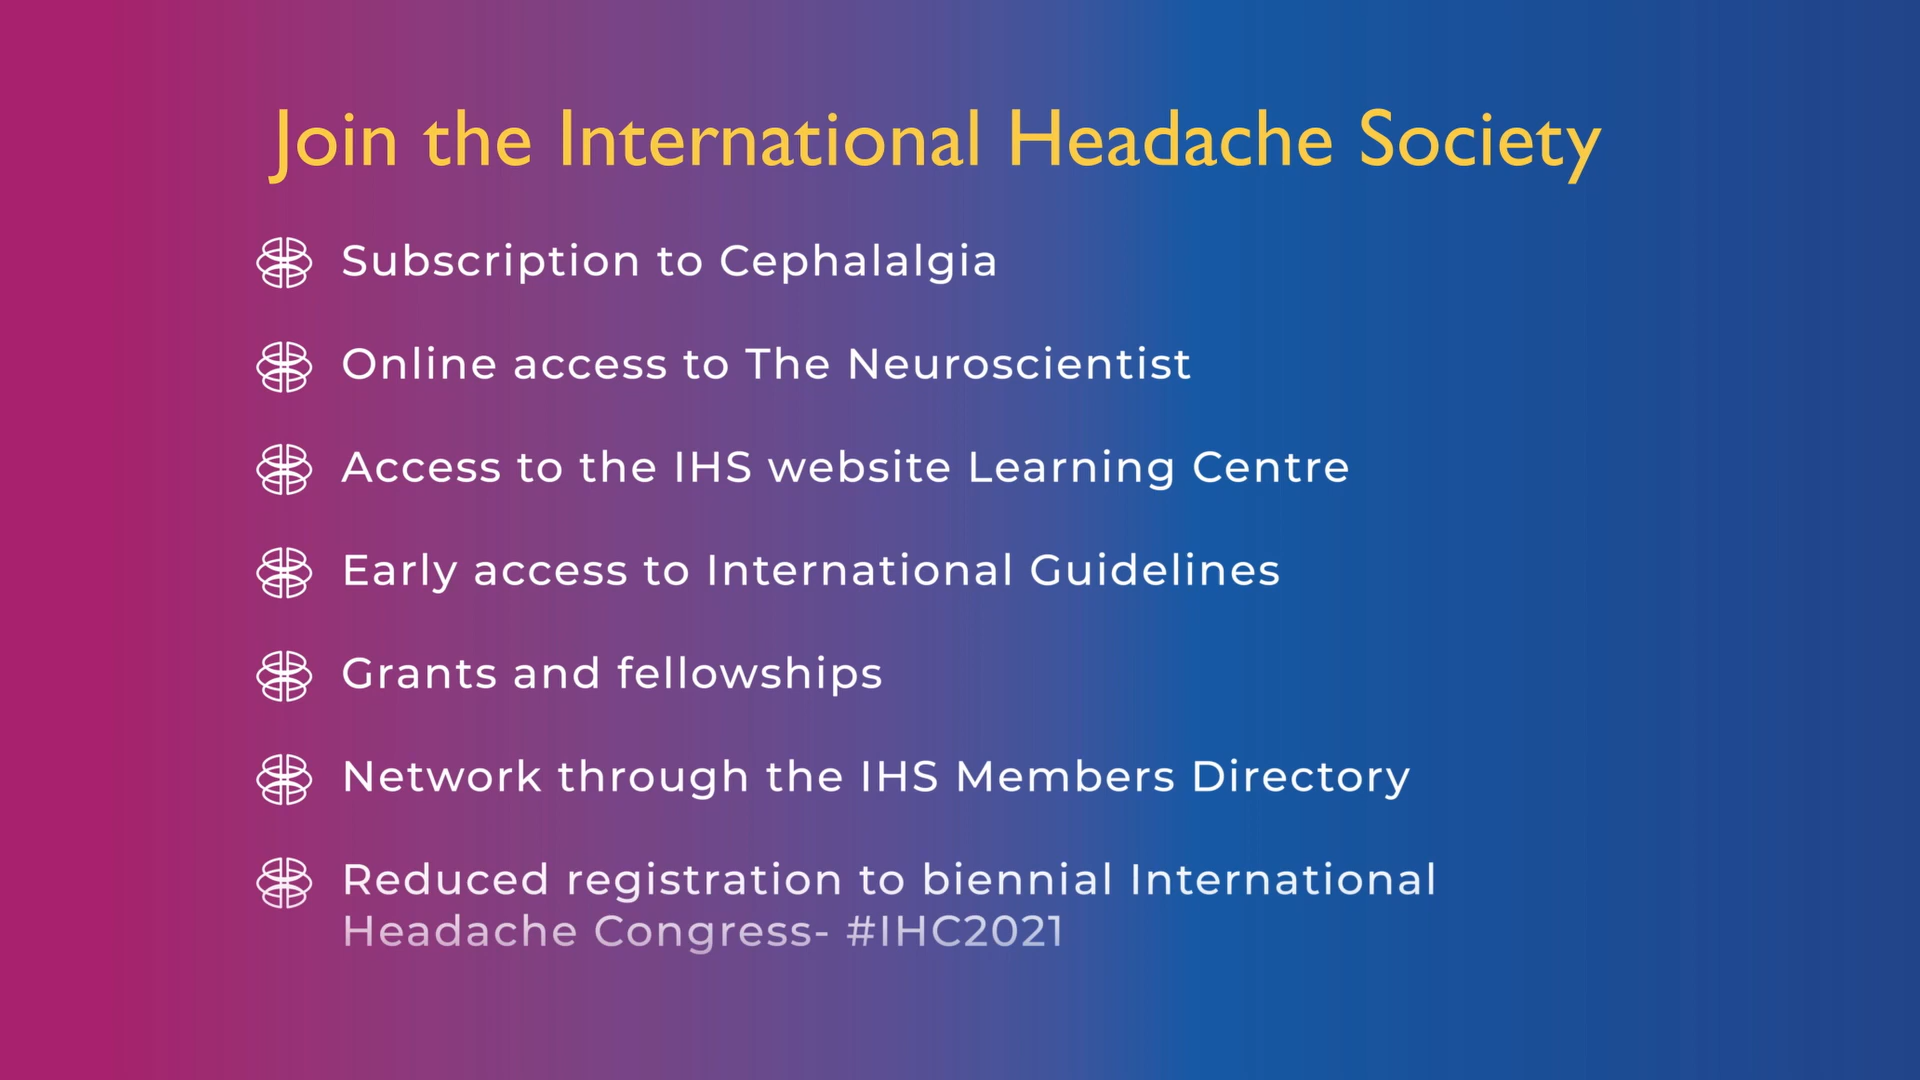 Join the International Headache Society
Subscription to Cephalalgia
Online access to The Neuroscientist
Access to the IHS website Learning Centre
Early access to International Guidelines
Grants and fellowships
Network through the IHS Members Directory
Reduced registration to biennial International
Headache Congress- #IHC2021